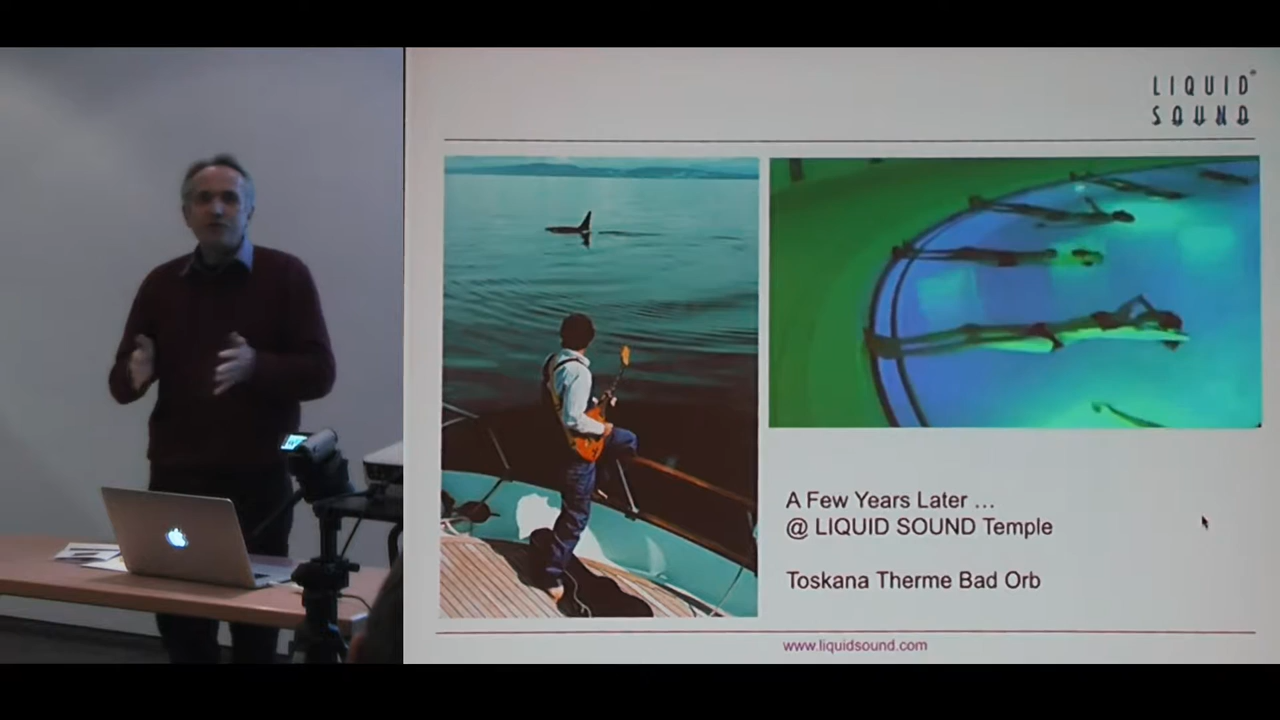 LIQUID
SOUND
A Few Years Later …
@ LIQUID SOUND Temple
Toskana Therme Bad Orb
www.liquidsound.com